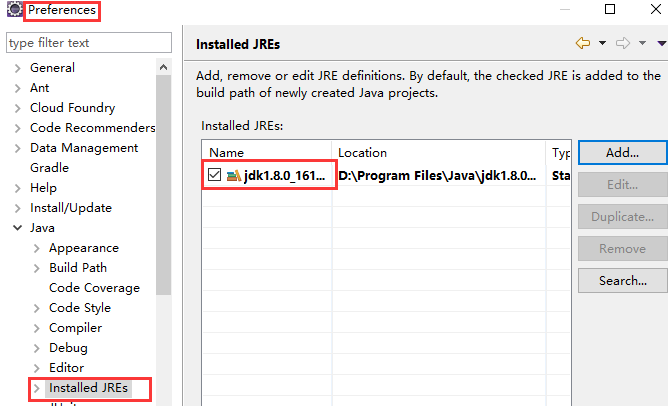 Preferences
type filter text
General
Ant
Cloud Foundry
Code Recommenders
Data Management
Gradle
Help
Install/Update
Java
Appearance
Build Path
Code Coverage
Code Style
Compiler
Debug
Editor
Installed JREs
Installed JREs
Add, remove or edit JRE definitions. By default, the checked JRE is added to the
build path of newly created Java projects.
Installed JREs:
Name Location Typ
jdk1.8.0_161... D:\Program Files\Java\jdk1.8.0... Sta
Add...
Edit...
Duplicate...
Remove
Search...